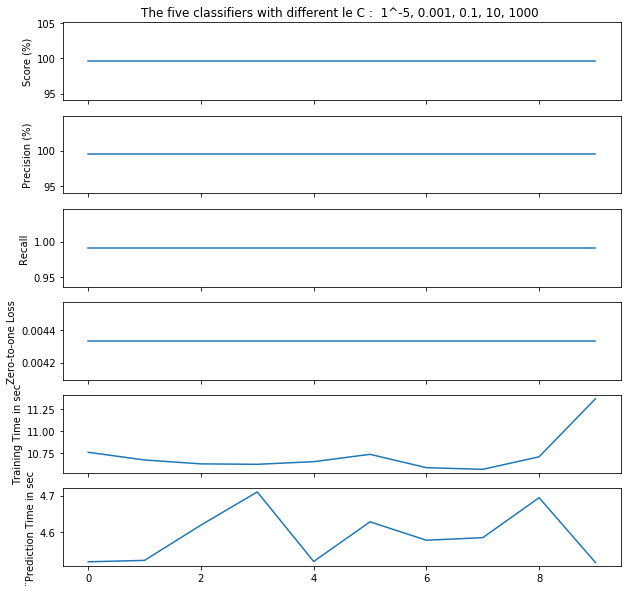 The five classifiers with different le C : 1^-5, 0.001, 0.1, 10, 1000
105
100
95
Score (%)
100
95
Precision (%)
1.00
0.95
Recall
0.0044
0.0042
Zero-to-one Loss
11.25
11.00
10.75
Training Time in sec
4.7
4.6
¨Prediction Time in sec
0 2 4 6 8